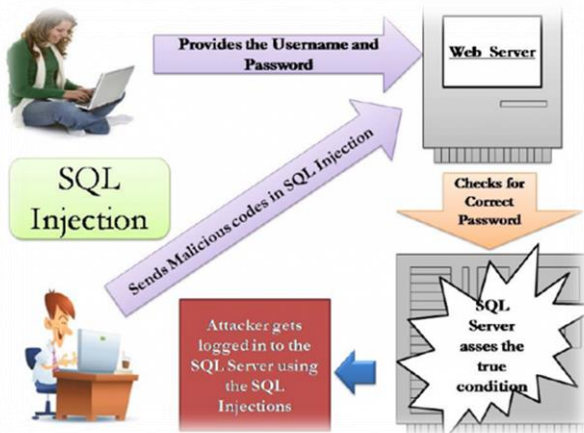 Provides the Username and
Password
Web Server
SQL
Injection
Sends Malicious codes in SQL Injection
Checks for
Correct
Password
SQL
Server
asses the
true
condition
Attacker gets
logged in to the
SQL Server using
the SQL
Injections